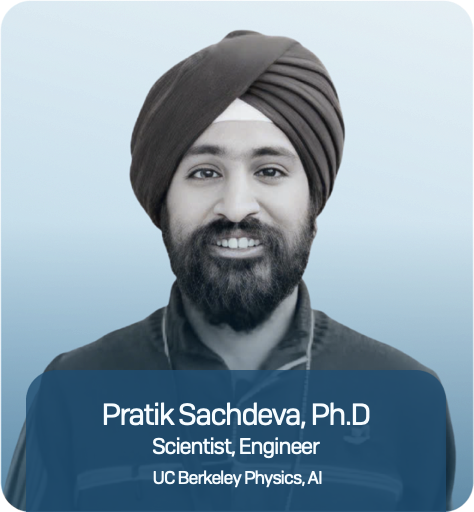 Pratik Sachdeva, Ph.D
Scientist, Engineer
UC Berkeley Physics, AI